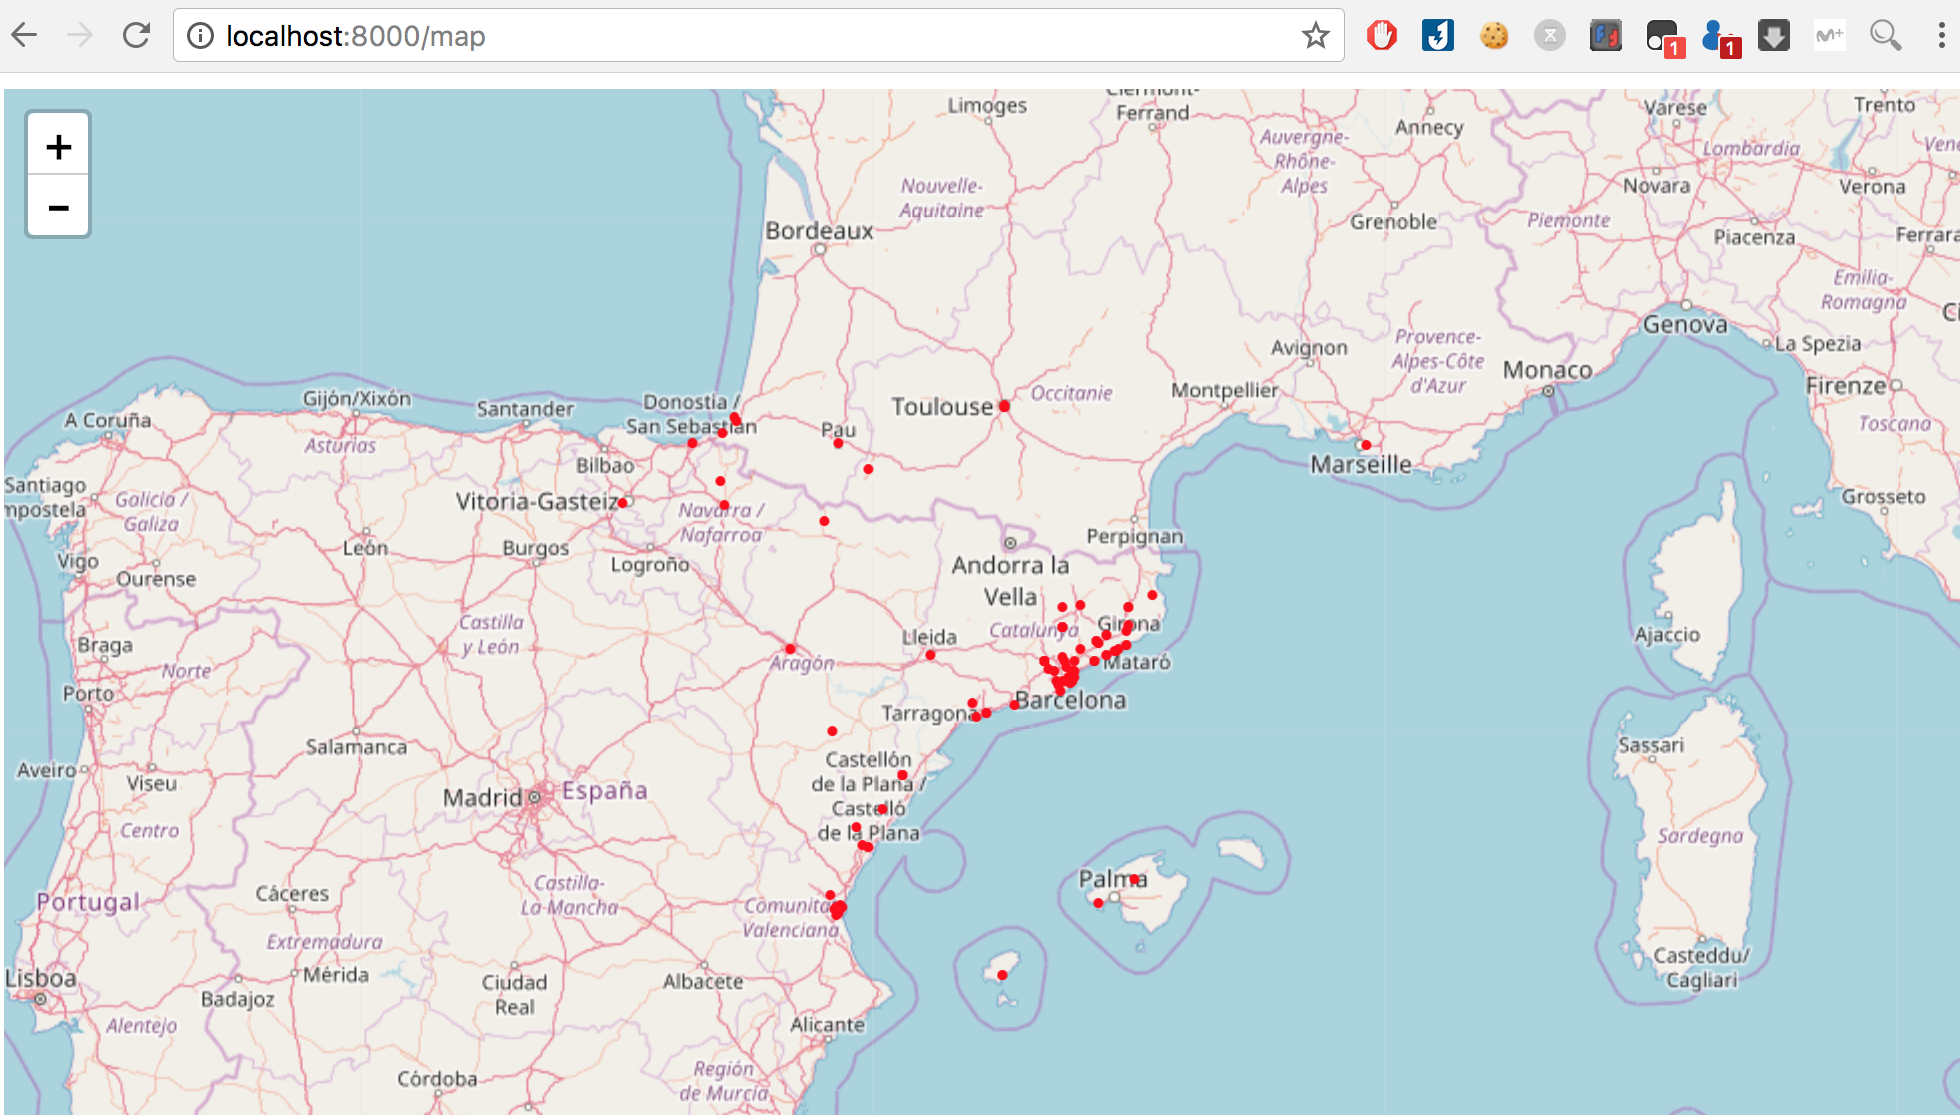 localhost:8000/map
1
1
M+
+
−
Limoges
Clermont-
Ferrand
Annecy
Varese
Trento
Auvergne-
Rhône-
Alpes
Lombardia
Nouvelle-
Aquitaine
Novara
Verona
Grenoble
Piemonte
Bordeaux
Piacenza
Ferrara
Emilia-
Romagna
Genova
La Spezia
Avignon
Provence-
Alpes-Côte
d'Azur
Monaco
Firenze
Toscana
Montpellier
Occitanie
Toulouse
Marseille
Gijón/Xixón
Santander
Donostia /
San Sebastián
Pau
A Coruña
Asturias
Bilbao
Santiago
mpostela
Galicia /
Galiza
Vitoria-Gasteiz
Navarra /
Nafarroa
Grosseto
León
Burgos
Logroño
Perpignan
Vigo
Ourense
Andorra la
Vella
Castilla
y León
Lleida
Catalunya
Girona
Ajaccio
Braga
Norte
Aragón
Mataró
Porto
Barcelona
Tarragona
Salamanca
Sassari
Aveiro
Viseu
Castellón
de la Plana /
Castelló
de la Plana
Madrid
España
Centro
Sardegna
Portugal
Cáceres
Castilla-
La Mancha
Palma
Comunitat
Valenciana
Extremadura
Mérida
Lisboa
Ciudad
Real
Albacete
Casteddu/
Cagliari
Badajoz
Alentejo
Alicante
Córdoba
Región
de Murcia